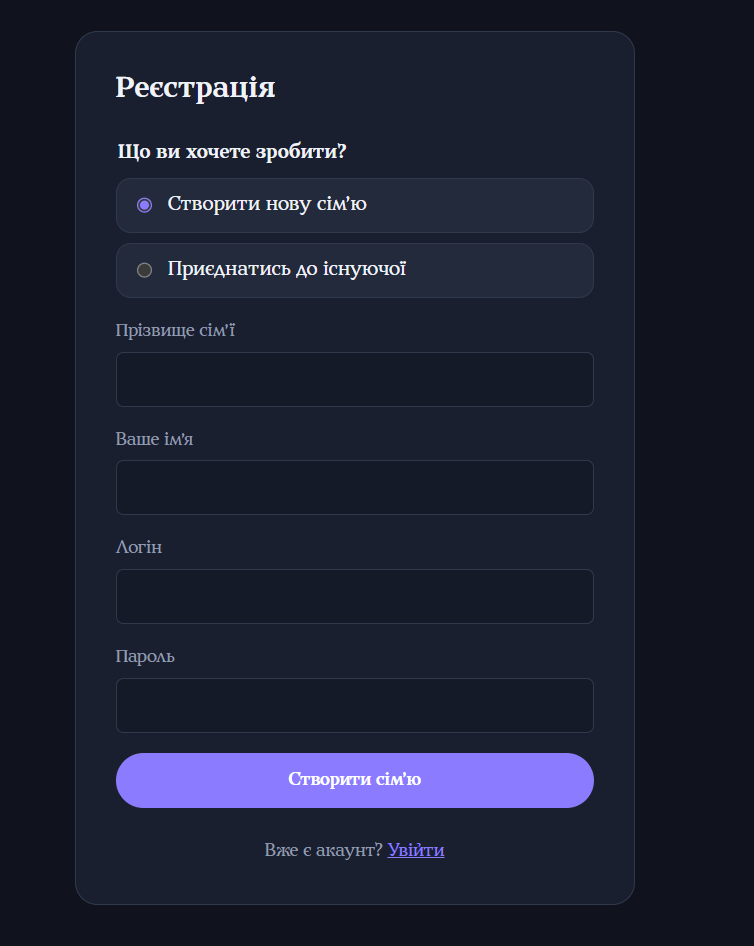 Реєстрація
Що ви хочете зробити?
Створити нову сім’ю
Приєднатись до існуючої
Прізвище сім’ї
Ваше ім'я
Логін
Пароль
Створити сім'ю
Вже є акаунт? Увійти